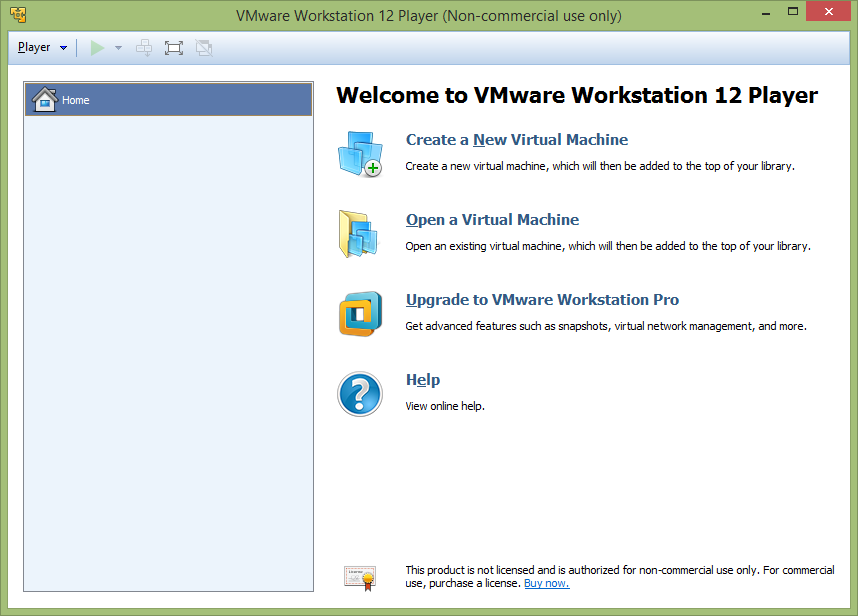 VMware Workstation 12 Player (Non-commercial use only)
Player
Home
Welcome to VMware Workstation 12 Player
Create a New Virtual Machine
Create a new virtual machine, which will then be added to the top of your library.
Open a Virtual Machine
Open an existing virtual machine, which will then be added to the top of your library.
Upgrade to VMware Workstation Pro
Get advanced features such as snapshots, virtual network management, and more.
Help
View online help.
This product is not licensed and is authorized for non-commercial use only. For commercial
use, purchase a license. Buy now.